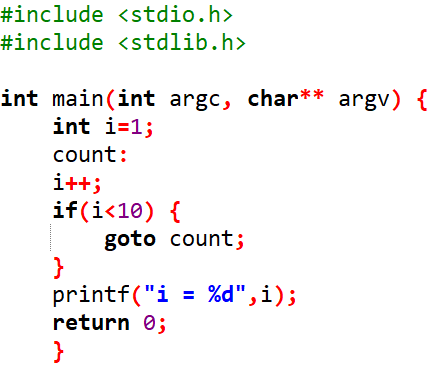 #include <stdio.h>
#include <stdlib.h>

int main(int argc, char** argv) {
    int i=1;
    count:
    i++;
    if(i<10) {
        goto count;
    }
    printf("i = %d",i);
    return 0;
    }